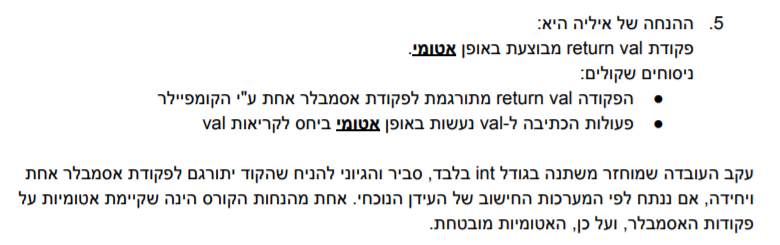 5. ההנחה של איליה היא:
פקודת return val מבוצעת באופן אטומי.
ניסוחים שקולים:
● הפקודה return val מתורגמת לפקודת אסמבלר אחת ע"י הקומפיילר
● פעולות הכתיבה ל-val נעשות באופן אטומי ביחס לקריאות val
עקב העובדה שמוחזר משתנה בגודל int בלבד, סביר והגיוני להניח שהקוד יתורגם לפקודת אסמבלר אחת
ויחידה, אם ננתח לפי המערכות החישוב של העידן הנוכחי. אחת מהנחות הקורס הינה שקיימת אטומיות על
פקודות האסמבלר, ועל כן, האטומיות מובטחת.